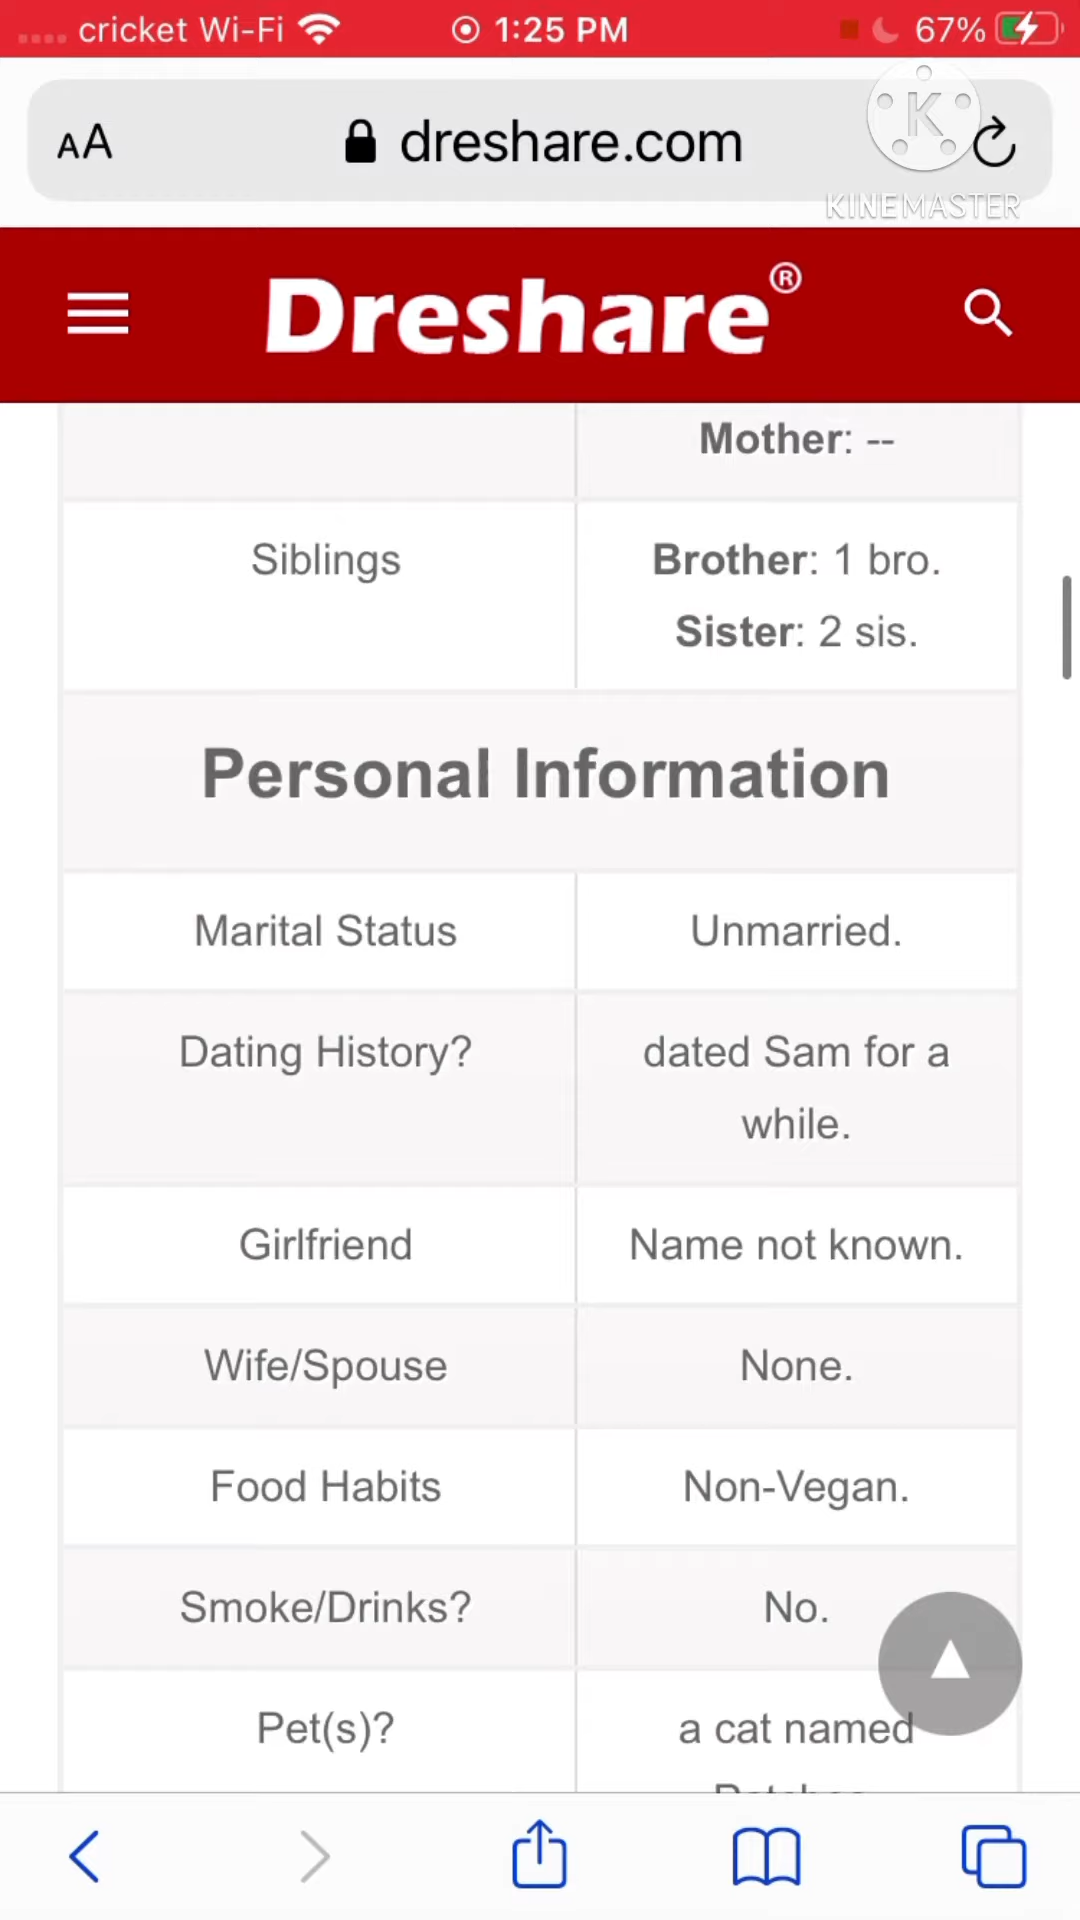 cricket Wi-Fi 1:25 PM 67%
AA dreshare.com
K
KINEMASTER
Dreshare®
Mother: --
Siblings Brother: 1 bro.
Sister: 2 sis.
Personal Information
Marital Status Unmarried.
Dating History? dated Sam for a
while.
Girlfriend Name not known.
Wife/Spouse None.
Food Habits Non-Vegan.
Smoke/Drinks? No.
Pet(s)? a cat named